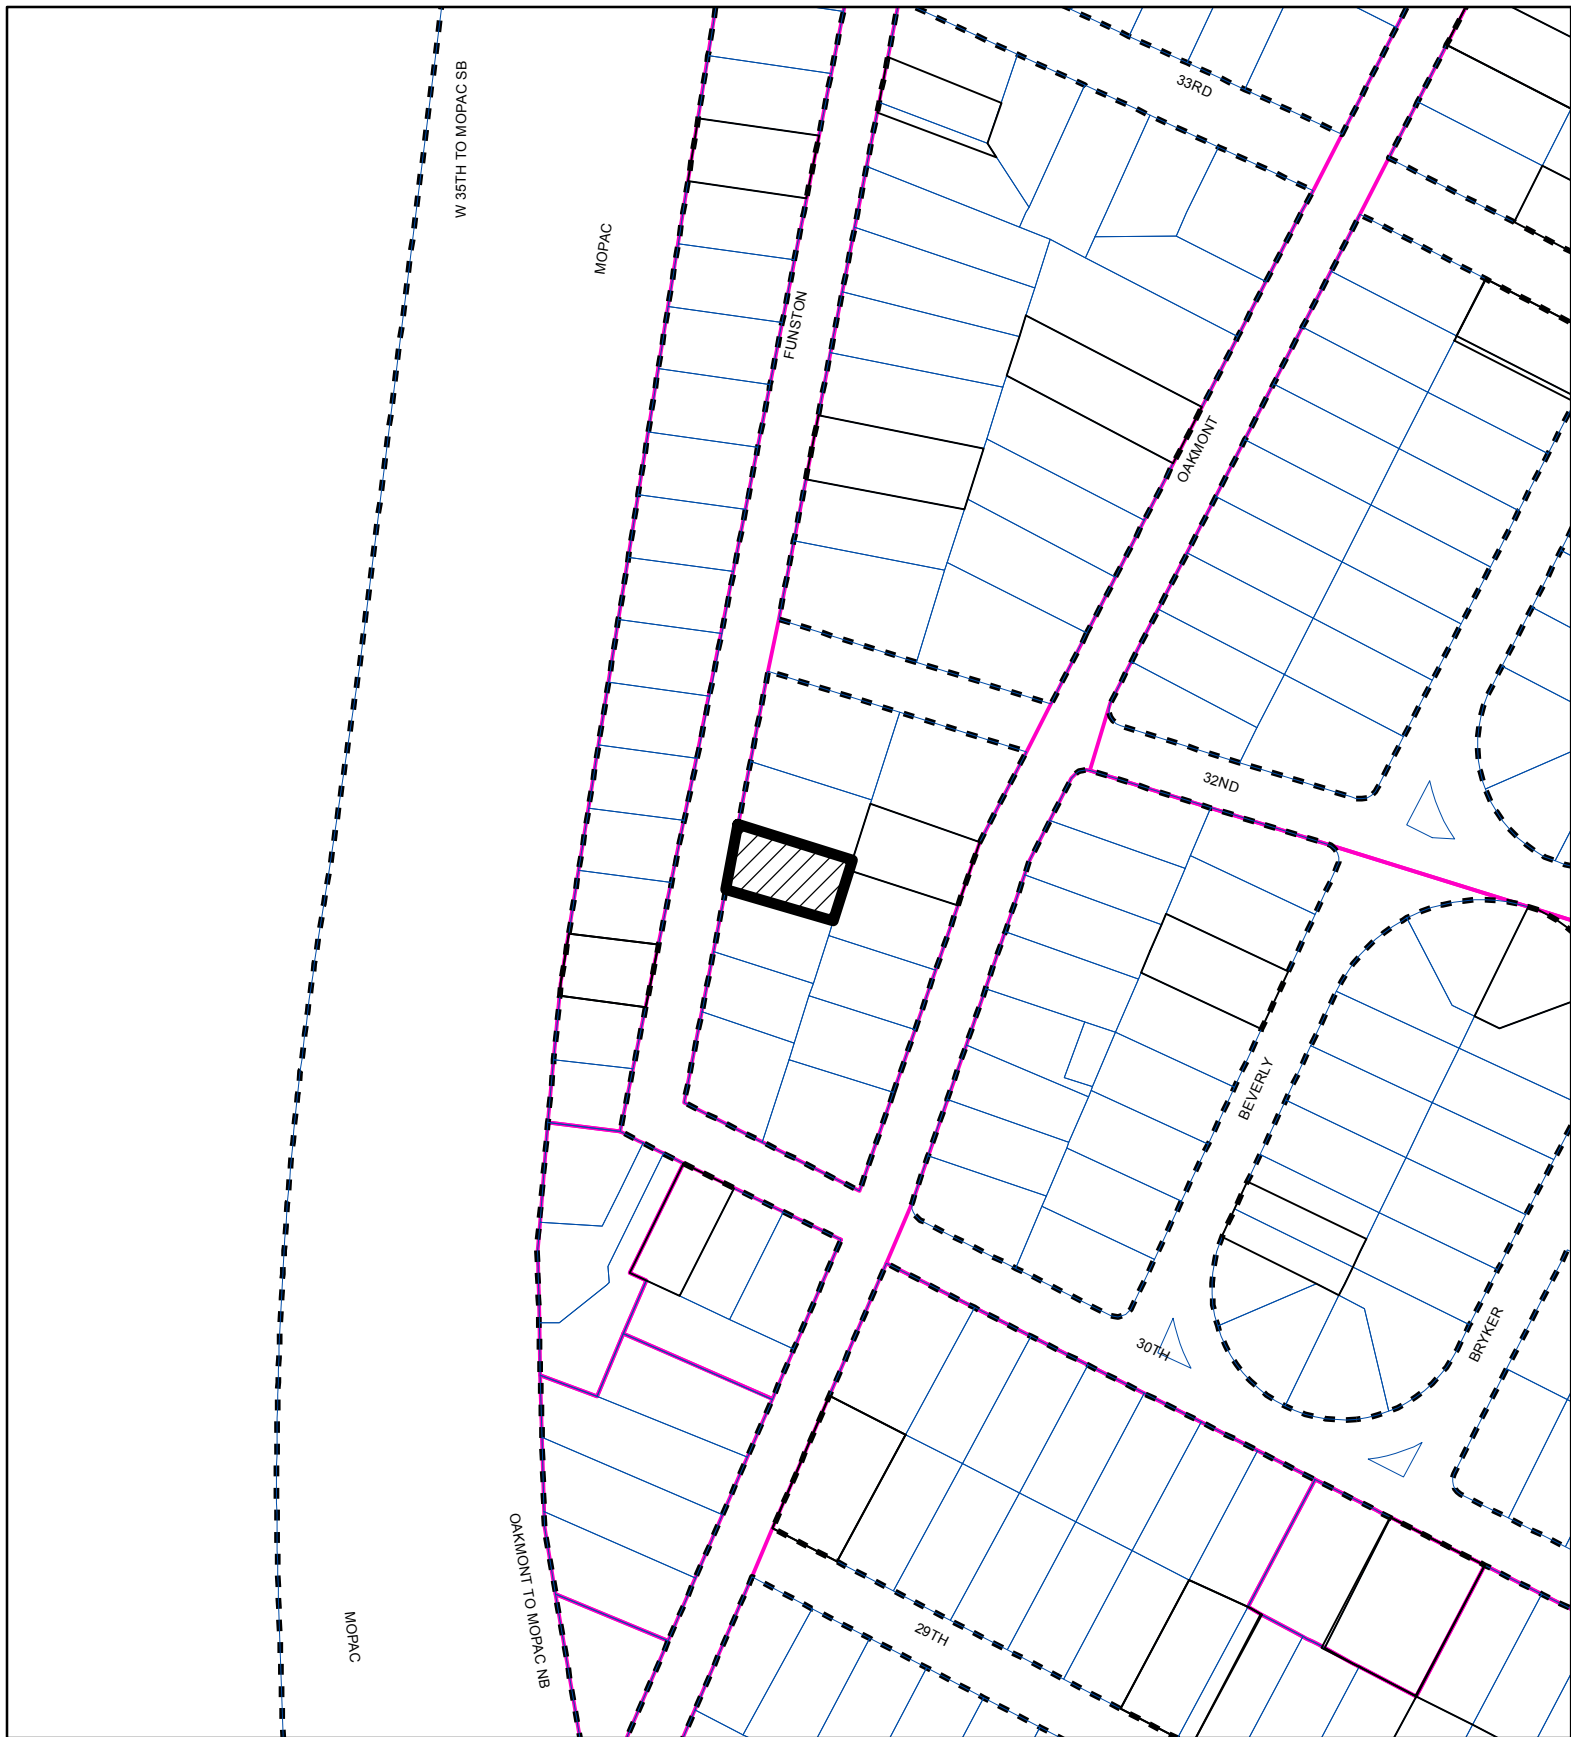 33RD
W 35TH TO MOPAC SB
MOPAC
FUNSTON
OAKMONT
32ND
BEVERLY
30TH
BRYKER
OAKMONT TO MOPAC NB
MOPAC
29TH